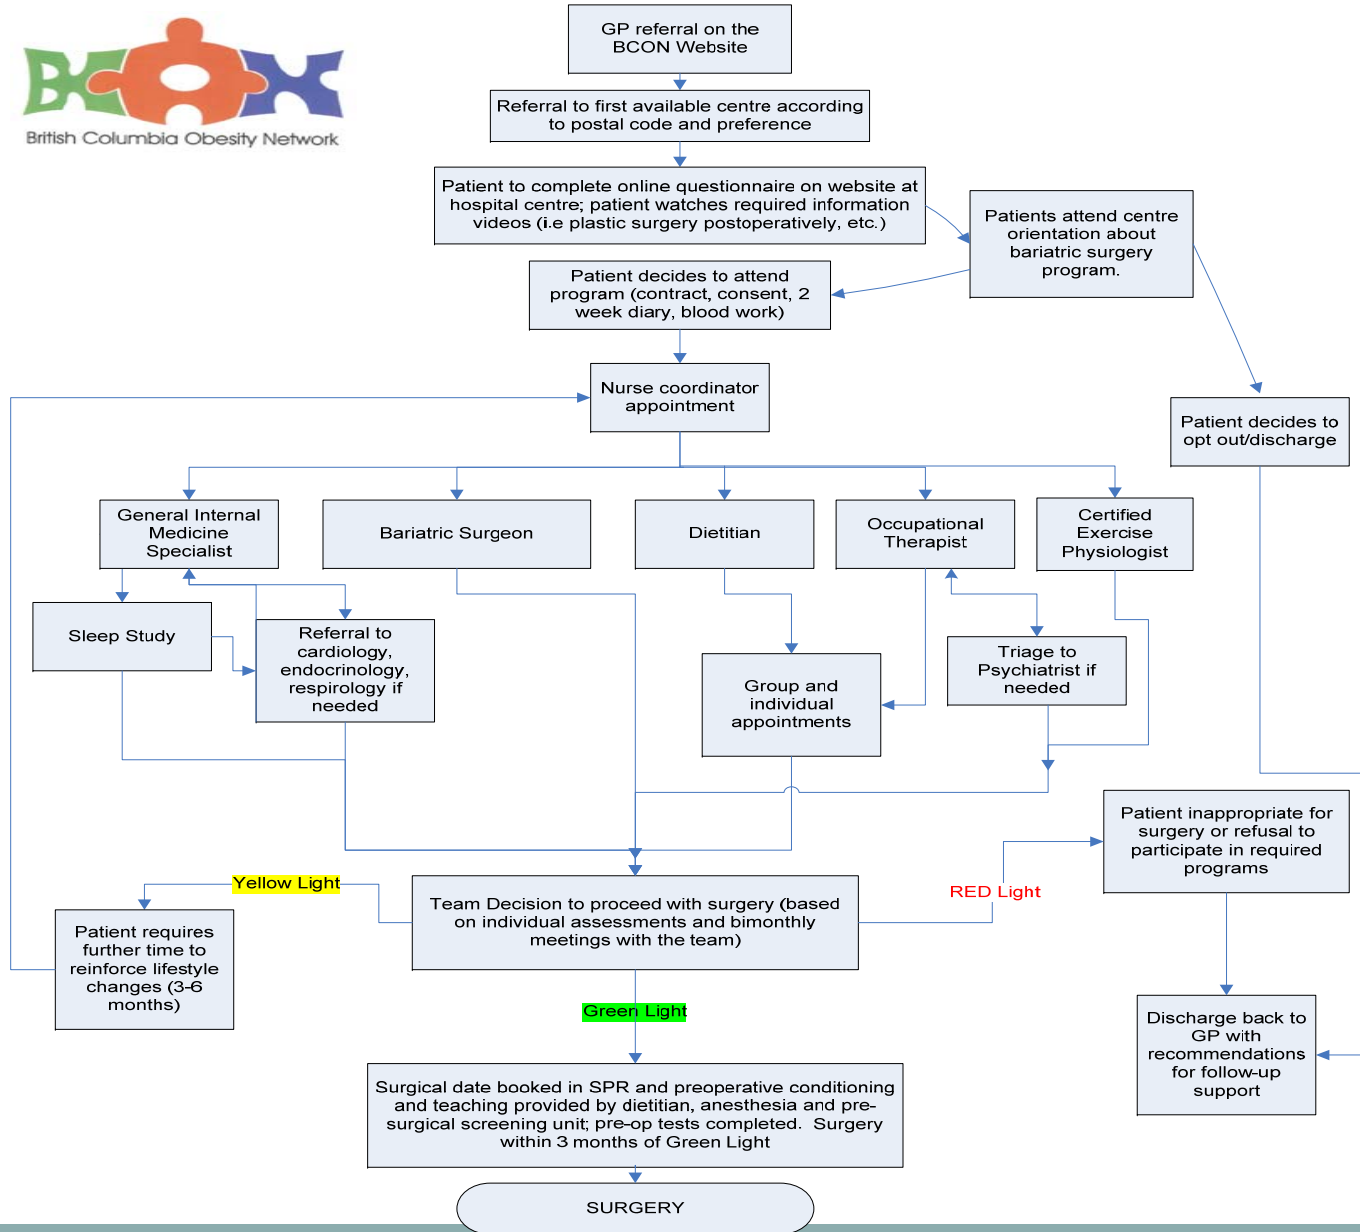 BCON
British Columbia Obesity Network
GP referral on the
BCON Website
Referral to first available centre according
to postal code and preference
Patient to complete online questionnaire on website at
hospital centre; patient watches required information
videos (i.e plastic surgery postoperatively, etc.)
Patients attend centre
orientation about
bariatric surgery
program.
Patient decides to attend
program (contract, consent, 2
week diary, blood work)
Nurse coordinator
appointment
Patient decides to
opt out/discharge
General Internal
Medicine
Specialist
Bariatric Surgeon
Dietitian
Occupational
Therapist
Certified
Exercise
Physiologist
Sleep Study
Referral to
cardiology,
endocrinology,
respirology if
needed
Group and
individual
appointments
Triage to
Psychiatrist if
needed
Patient inappropriate for
surgery or refusal to
participate in required
programs
Yellow Light
RED Light
Team Decision to proceed with surgery (based
on individual assessments and bimonthly
meetings with the team)
Patient requires
further time to
reinforce lifestyle
changes (3-6
months)
Green Light
Discharge back to
GP with
recommendations
for follow-up
support
Surgical date booked in SPR and preoperative conditioning
and teaching provided by dietitian, anesthesia and pre-
surgical screening unit; pre-op tests completed.  Surgery
within 3 months of Green Light
SURGERY